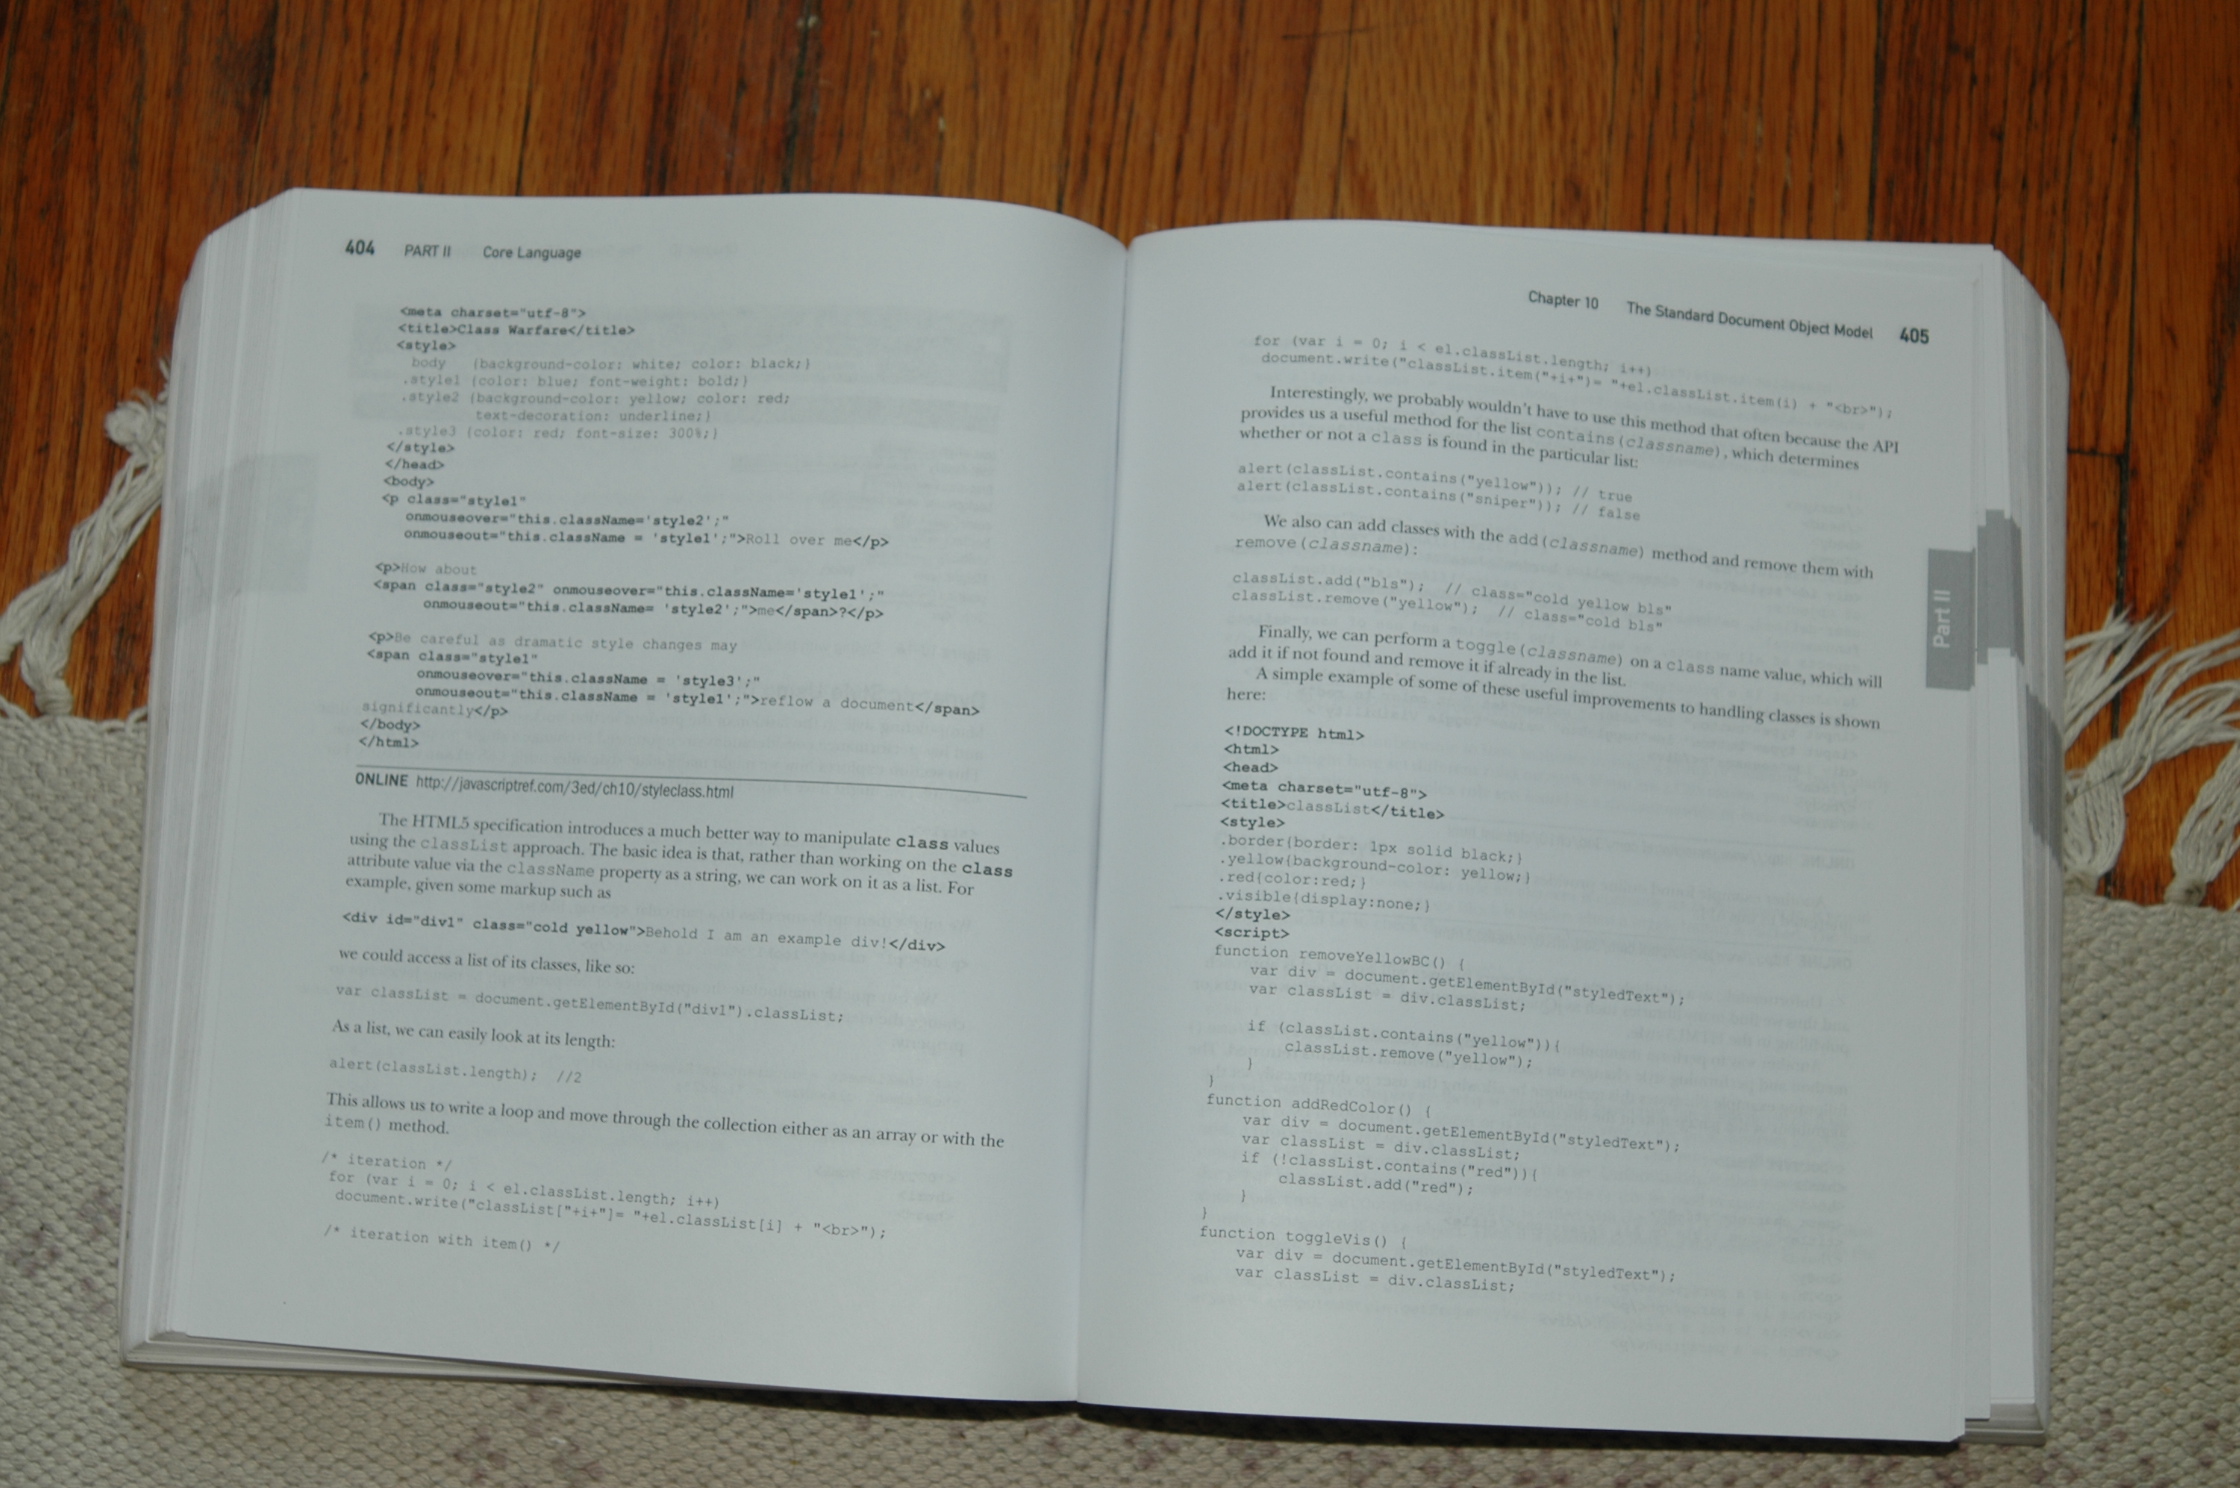 404 PART II Core Language
<meta charset="utf-8">
<title>Class Warfare</title>
<style>
body {background-color: white; color: black;}
.style1 {color: blue; font-weight: bold;}
.style2 {background-color: yellow; color: red;
text-decoration: underline;}
.style3 {color: red; font-size: 300%;}
</style>
</head>
<body>
<p class="style1"
onmouseover="this.className='style2';"
onmouseout="this.className = 'style1';">Roll over me</p>
<p>How about
<span class="style2" onmouseover="this.className='style1';"
onmouseout="this.className= 'style2';">me</span>?</p>
<p>Be careful as dramatic style changes may
<span class="style1"
onmouseover="this.className = 'style3';"
onmouseout="this.className = 'style1';">reflow a document</span>
significantly</p>
</body>
</html>
ONLINE http://javascriptref.com/3ed/ch10/styleclass.html
The HTML5 specification introduces a much better way to manipulate class values
using the classList approach. The basic idea is that, rather than working on the class
attribute value via the className property as a string, we can work on it as a list. For
example, given some markup such as
<div id="div1" class="cold yellow">Behold I am an example div!</div>
we could access a list of its classes, like so:
var classList = document.getElementById("div1").classList;
As a list, we can easily look at its length:
alert(classList.length); //2
This allows us to write a loop and move through the collection either as an array or with the
item() method.
/* iteration */
for (var i = 0; i < el.classList.length; i++)
document.write("classList["+i+"]= "+el.classList[i] + "<br>");
/* iteration with item() */
Chapter 10 The Standard Document Object Model 405
for (var i = 0; i < el.classList.length; i++)
document.write("classList.item("+i+")= "+el.classList.item(i) + "<br>");
Interestingly, we probably wouldn't have to use this method that often because the API
provides us a useful method for the list contains(classname), which determines
whether or not a class is found in the particular list:
alert(classList.contains("yellow")); // true
alert(classList.contains("sniper")); // false
We also can add classes with the add(classname) method and remove them with
remove(classname):
classList.add("bls"); // class="cold yellow bls"
classList.remove("yellow"); // class="cold bls"
Finally, we can perform a toggle(classname) on a class name value, which will
add it if not found and remove it if already in the list.
A simple example of some of these useful improvements to handling classes is shown
here:
<!DOCTYPE html>
<html>
<head>
<meta charset="utf-8">
<title>classList</title>
<style>
.border{border: 1px solid black;}
.yellow{background-color: yellow;}
.red{color:red;}
.visible{display:none;}
</style>
<script>
function removeYellowBC() {
var div = document.getElementById("styledText");
var classList = div.classList;
if (classList.contains("yellow")){
classList.remove("yellow");
}
}
function addRedColor() {
var div = document.getElementById("styledText");
var classList = div.classList;
if (!classList.contains("red")){
classList.add("red");
}
}
function toggleVis() {
var div = document.getElementById("styledText");
var classList = div.classList;
Part II